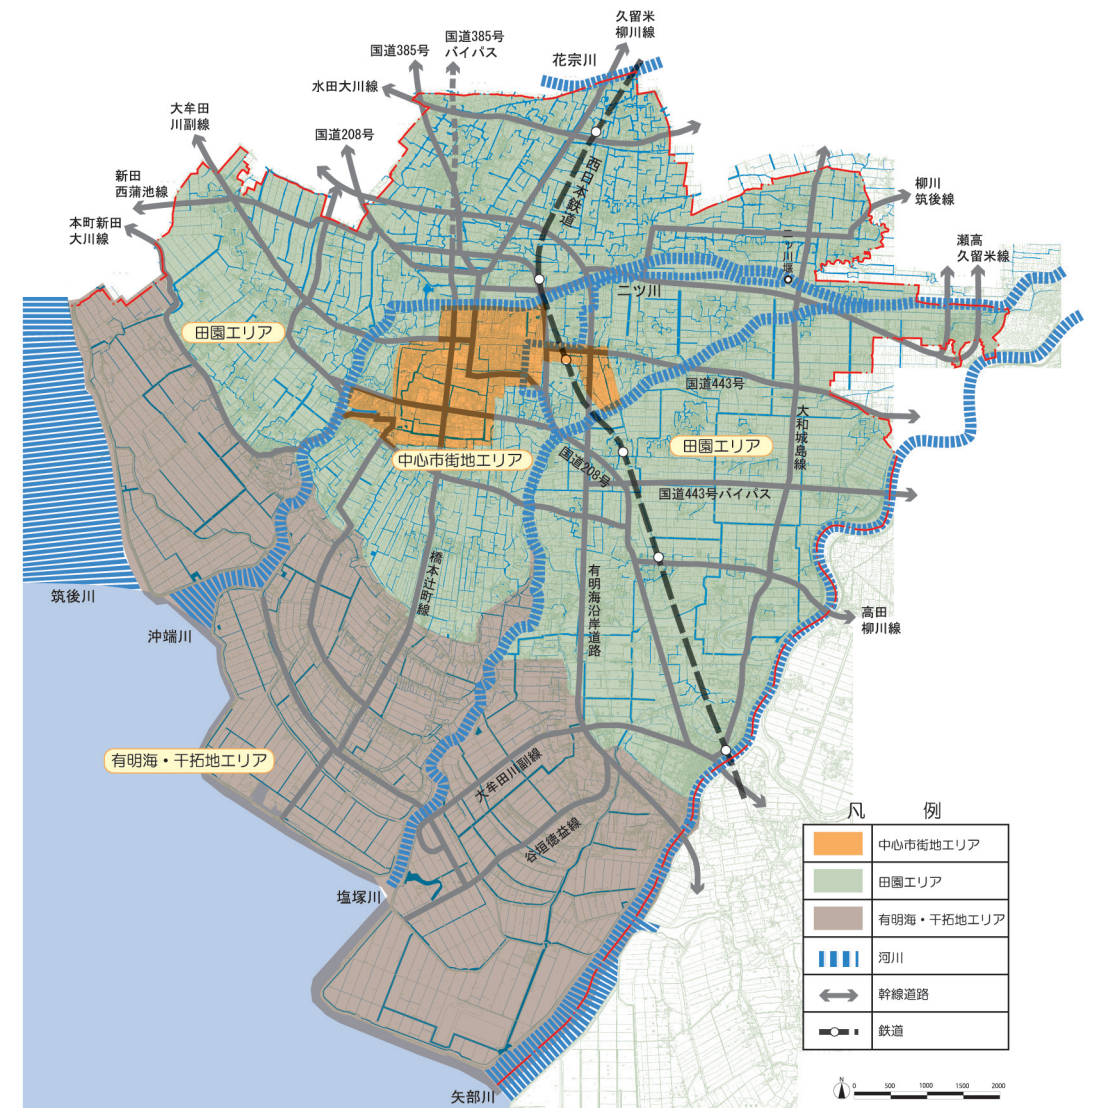 久留米
柳川線
国道385号
バイパス
国道385号
花宗川
水田大川線
大牟田
川副線
国道208号
新田
西蒲池線
本町新田
大川線
西日本鉄道
柳川
筑後線
二ツ川堰
瀬高
久留米線
二ツ川
田園エリア
国道443号
大和城島線
田園エリア
中心市街地エリア
国道208号
国道443号バイパス
橋本辻町線
有明海沿岸道路
筑後川
沖端川
高田
柳川線
有明海・干拓地エリア
大牟田川副線
谷垣徳益線
塩塚川
矢部川
凡 例
中心市街地エリア
田園エリア
有明海・干拓地エリア
河川
幹線道路
鉄道
N
0 500 1000 1500 2000